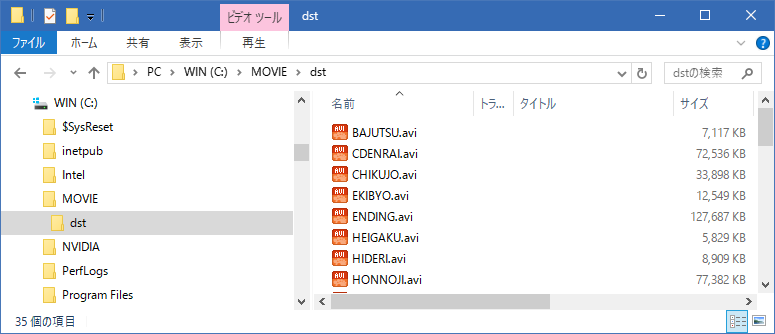 ビデオ ツール dst
ファイル ホーム 共有 表示 再生
PC WIN (C:) MOVIE dst dstの検索
WIN (C:)
$SysReset
inetpub
Intel
MOVIE
dst
NVIDIA
PerfLogs
Program Files
名前 トラ... タイトル サイズ
BAJUTSU.avi 7,117 KB
CDENRAI.avi 72,536 KB
CHIKUJO.avi 33,898 KB
EKIBYO.avi 12,549 KB
ENDING.avi 127,687 KB
HEIGAKU.avi 5,829 KB
HIDERI.avi 8,909 KB
HONNOJI.avi 77,382 KB
35 個の項目